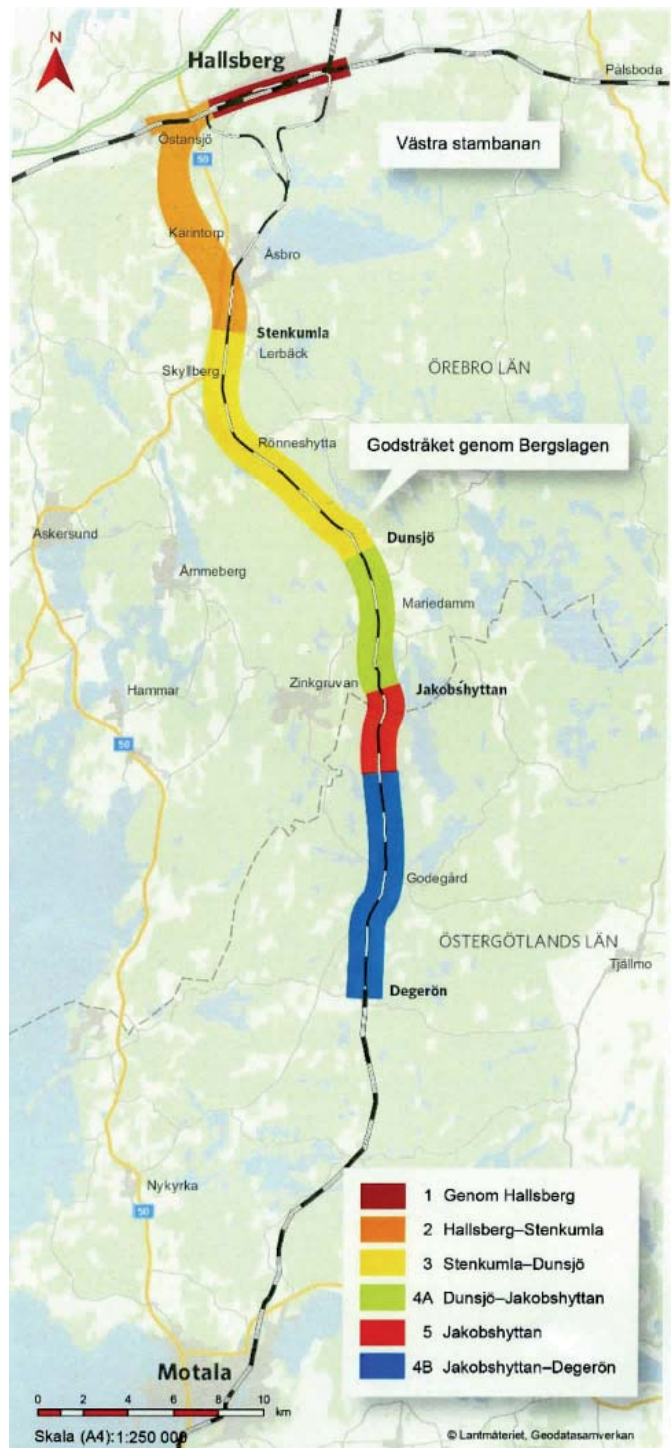 N
Hallsberg
Pålsboda
Östansjö
Västra stambanan
50
Karintorp
Åsbro
Stenkumla
Lerbäck
Skyllberg
ÖREBRO LÄN
Rönneshytta
Godstråket genom Bergslagen
Askersund
Dunsjö
Åmmeberg
Mariedamm
Zinkgruvan
Jakobshyttan
Hammar
50
Godegård
ÖSTERGÖTLANDS LÄN
Tjällmo
Degerön
Nykyrka
50
1 Genom Hallsberg
2 Hallsberg–Stenkumla
3 Stenkumla–Dunsjö
4A Dunsjö–Jakobshyttan
5 Jakobshyttan
4B Jakobshyttan–Degerön
Motala
0 2 4 6 8 10
km
Skala (A4):1:250 000
© Lantmäteriet, Geodatasamverkan